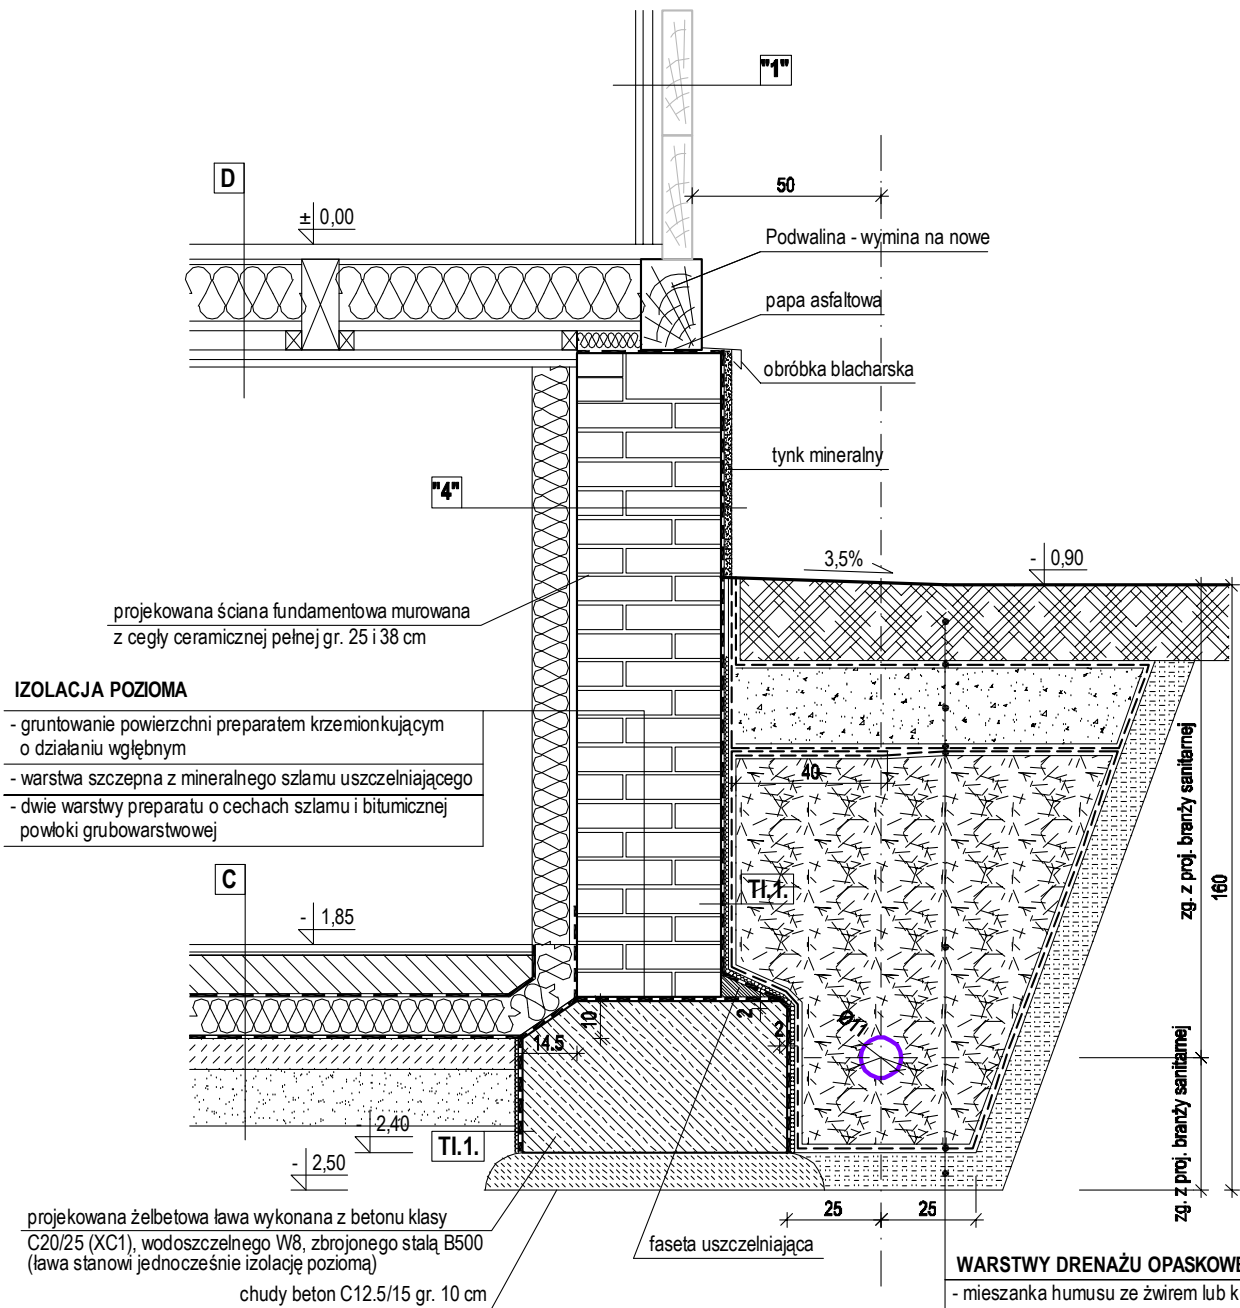 "1"
D
50
± 0,00
Podwalina - wymina na nowe
papa asfaltowa
obróbka blacharska
tynk mineralny
"4"
3,5%
- 0,90
projekowana ściana fundamentowa murowana
z cegły ceramicznej pełnej gr. 25 i 38 cm
IZOLACJA POZIOMA
- gruntowanie powierzchni preparatem krzemionkującym
o działaniu wgłębnym
- warstwa szczepna z mineralnego szlamu uszczelniającego
- dwie warstwy preparatu o cechach szlamu i bitumicznej
powłoki grubowarstwowej
40
zg. z proj. branży sanitarnej
160
C
TI.1.
- 1,85
10
2
2
14.5
Ø11
zg. z proj. branży sanitarnej
- 2,40
TI.1.
- 2,50
25
25
projekowana żelbetowa ława wykonana z betonu klasy
C20/25 (XC1), wodoszczelnego W8, zbrojonego stalą B500
(ława stanowi jednocześnie izolację poziomą)
faseta uszczelniająca
chudy beton C12.5/15 gr. 10 cm
WARSTWY DRENAŻU OPASKOWE
- mieszanka humusu ze żwirem lub k